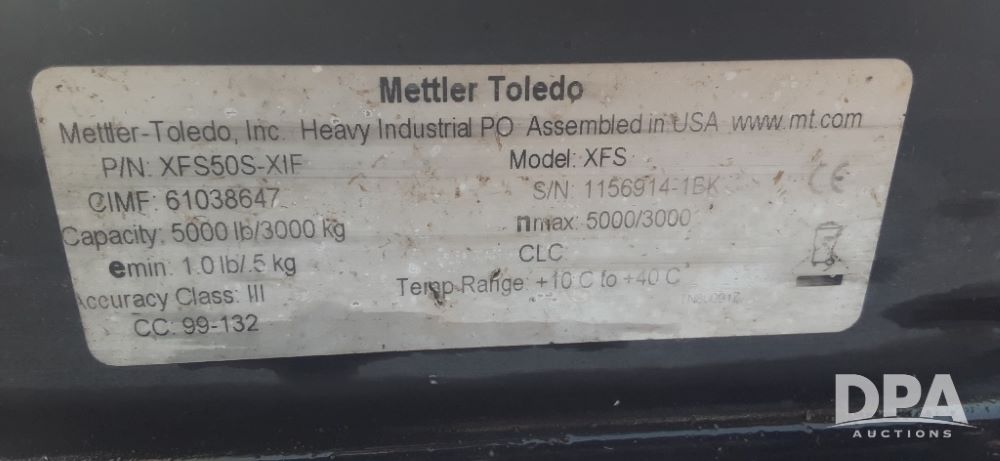 Mettler Toledo
Mettler-Toledo, Inc. Heavy Industrial PO Assembled in USA www.mt.com
P/N: XFS50S-XIF Model: XFS
CIMF: 61038647 S/N: 1156914-1BK CE
Capacity: 5000 lb/3000 kg nmax: 5000/3000
emin: 1.0 lb/.5 kg CLC
Accuracy Class: III Temp Range: +10 C to +40 C
CC: 99-132
DPA
AUCTIONS